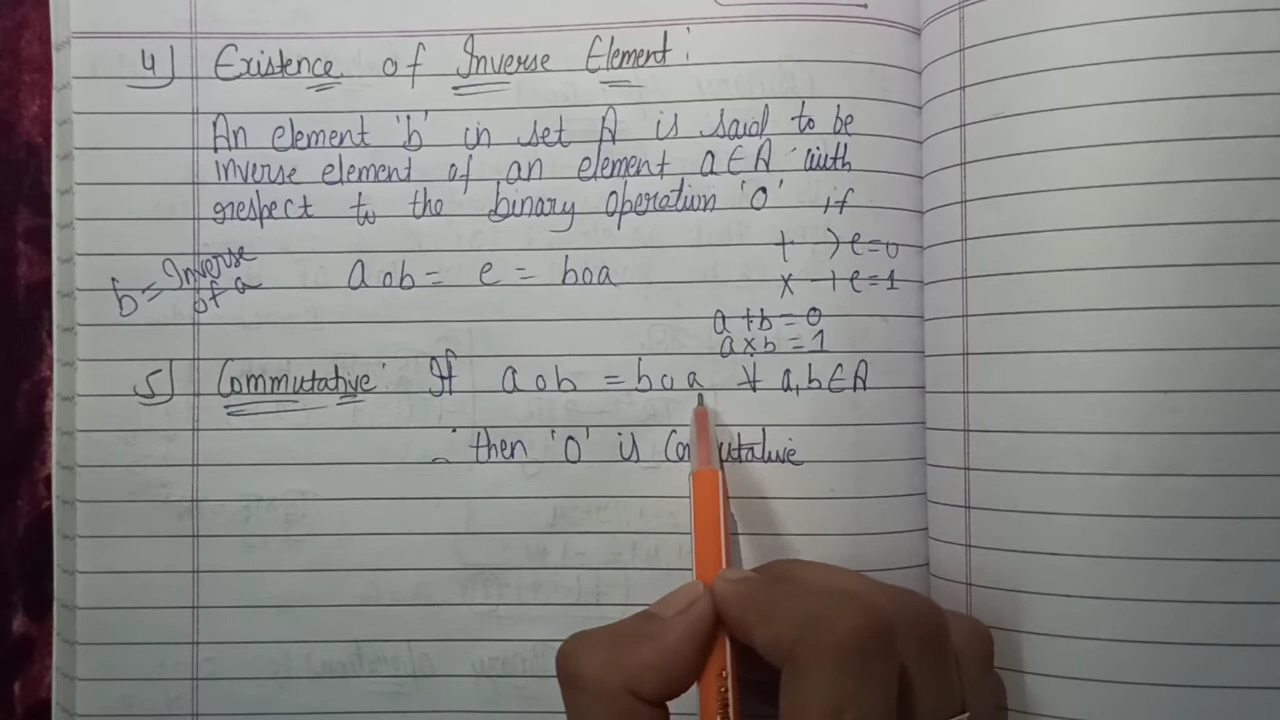 4) Existence of Inverse Element:
An element 'b' in set A is said to be
inverse element of an element a∈A with
respect to the binary operation 'o' if
+ → e=0
b = Inverse of a
a o b = e = b o a
× → e=1
a + b = 0
a × b = 1
5) Commutative: If a o b = b o a ∀ a, b ∈ A
then 'o' is